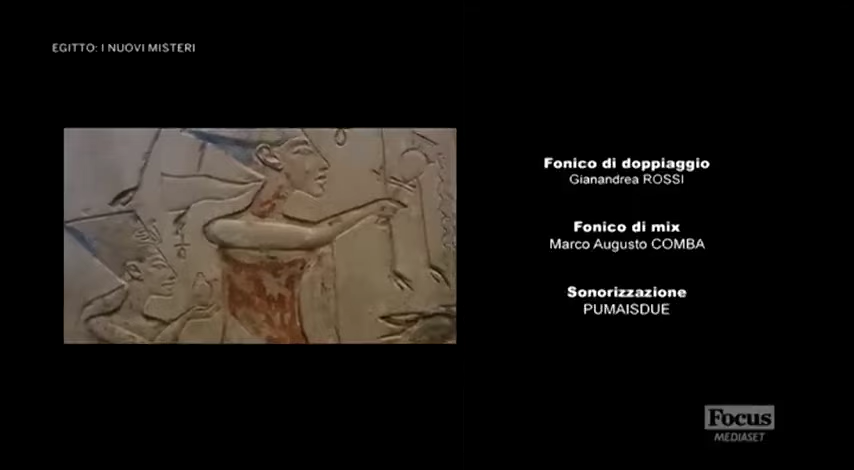 EGITTO: I NUOVI MISTERI
Fonico di doppiaggio
Gianandrea ROSSI
Fonico di mix
Marco Augusto COMBA
Sonorizzazione
PUMAISDUE
Focus
MEDIASET